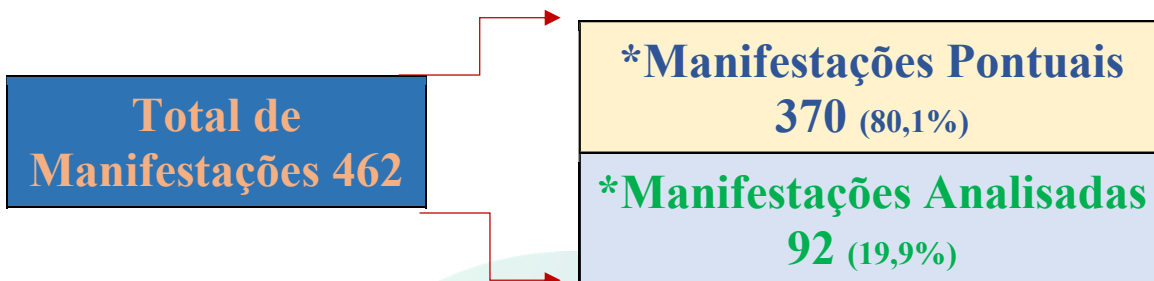 Total de
Manifestações 462
*Manifestações Pontuais
370 (80,1%)
*Manifestações Analisadas
92 (19,9%)